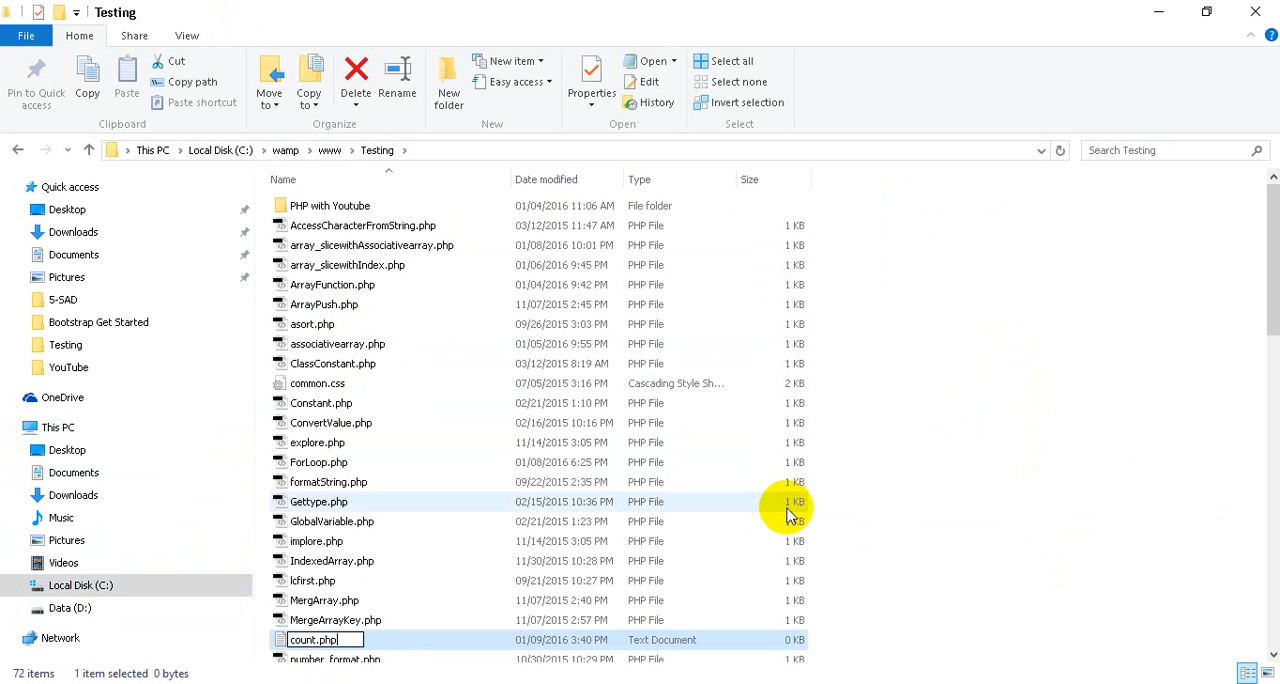 Testing
File Home Share View
Pin to Quick access
Copy
Paste
Cut
Copy path
Paste shortcut
Clipboard
Move to
Copy to
Delete
Rename
Organize
New folder
New item
Easy access
New
Properties
Open
Edit
History
Open
Select all
Select none
Invert selection
Select
This PC Local Disk (C:) wamp www Testing
Search Testing
Quick access
Desktop
Downloads
Documents
Pictures
5-SAD
Bootstrap Get Started
Testing
YouTube
OneDrive
This PC
Desktop
Documents
Downloads
Music
Pictures
Videos
Local Disk (C:)
Data (D:)
Network
Name Date modified Type Size
PHP with Youtube 01/04/2016 11:06 AM File folder
AccessCharacterFromString.php 03/12/2015 11:47 AM PHP File 1 KB
array_slicewithAssociativearray.php 01/08/2016 10:01 PM PHP File 1 KB
array_slicewithIndex.php 01/06/2016 9:45 PM PHP File 1 KB
ArrayFunction.php 01/04/2016 9:42 PM PHP File 1 KB
ArrayPush.php 11/07/2015 2:45 PM PHP File 1 KB
asort.php 09/26/2015 3:03 PM PHP File 1 KB
associativearray.php 01/05/2016 9:55 PM PHP File 1 KB
ClassConstant.php 03/12/2015 8:19 AM PHP File 1 KB
common.css 07/05/2015 3:16 PM Cascading Style Sh... 2 KB
Constant.php 02/21/2015 1:10 PM PHP File 1 KB
ConvertValue.php 02/16/2015 10:16 PM PHP File 1 KB
explore.php 11/14/2015 3:05 PM PHP File 1 KB
ForLoop.php 01/08/2016 6:25 PM PHP File 1 KB
formatString.php 09/22/2015 2:35 PM PHP File 1 KB
Gettype.php 02/15/2015 10:36 PM PHP File 1 KB
GlobalVariable.php 02/21/2015 1:23 PM PHP File KB
implore.php 11/14/2015 3:05 PM PHP File 1 KB
IndexedArray.php 11/30/2015 10:28 PM PHP File 1 KB
lcfirst.php 09/21/2015 10:27 PM PHP File 1 KB
MergArray.php 11/07/2015 2:40 PM PHP File 1 KB
MergeArrayKey.php 11/07/2015 2:57 PM PHP File 1 KB
count.php 01/09/2016 3:40 PM Text Document 0 KB
number_format.php 10/30/2015 10:29 PM PHP File 1 KB
72 items 1 item selected 0 bytes